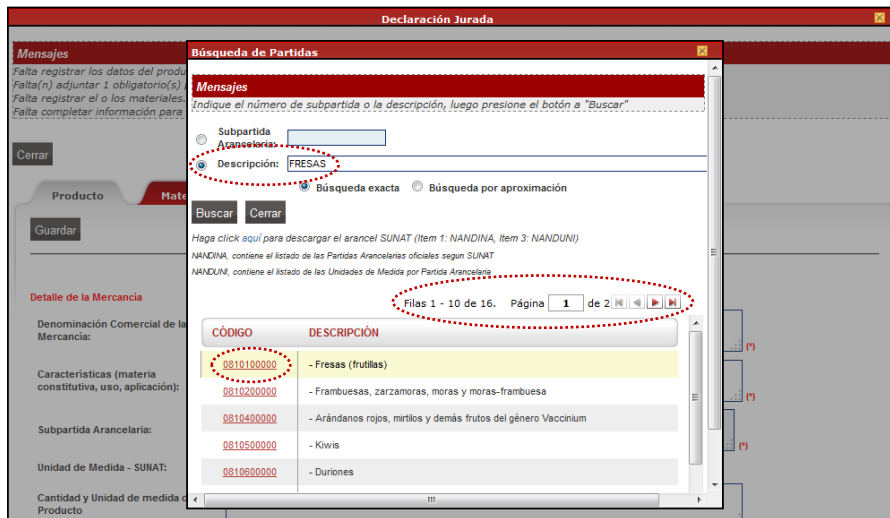 Declaración Jurada
Mensajes
Falta registrar los datos del produ
Falta(n) adjuntar 1 obligatorio(s)
Falta registrar el o los materiales.
Falta completar información para
Cerrar
Producto
Mate
Guardar
Detalle de la Mercancía
Denominación Comercial de la
Mercancía:
(*)
Características (materia
constitutiva, uso, aplicación):
(*)
Subpartida Arancelaria:
(*)
Unidad de Medida - SUNAT:
Cantidad y Unidad de medida d
Producto
Búsqueda de Partidas
Mensajes
Indique el número de subpartida o la descripción, luego presione el botón a "Buscar"
Subpartida
Arancelaria:
Descripción: FRESAS
Búsqueda exacta Búsqueda por aproximación
Buscar Cerrar
Haga click aquí para descargar el arancel SUNAT (Item 1: NANDINA, Item 3: NANDUNI)
NANDINA, contiene el listado de las Partidas Arancelarias oficiales segun SUNAT
NANDUNI, contiene el listado de las Unidades de Medida por Partida Arancelaria
Filas 1 - 10 de 16. Página 1 de 2
CÓDIGO DESCRIPCIÓN
0810100000 - Fresas (frutillas)
0810200000 - Frambuesas, zarzamoras, moras y moras-frambuesa
0810400000 - Arándanos rojos, mirtilos y demás frutos del género Vaccinium
0810500000 - Kiwis
0810600000 - Duriones